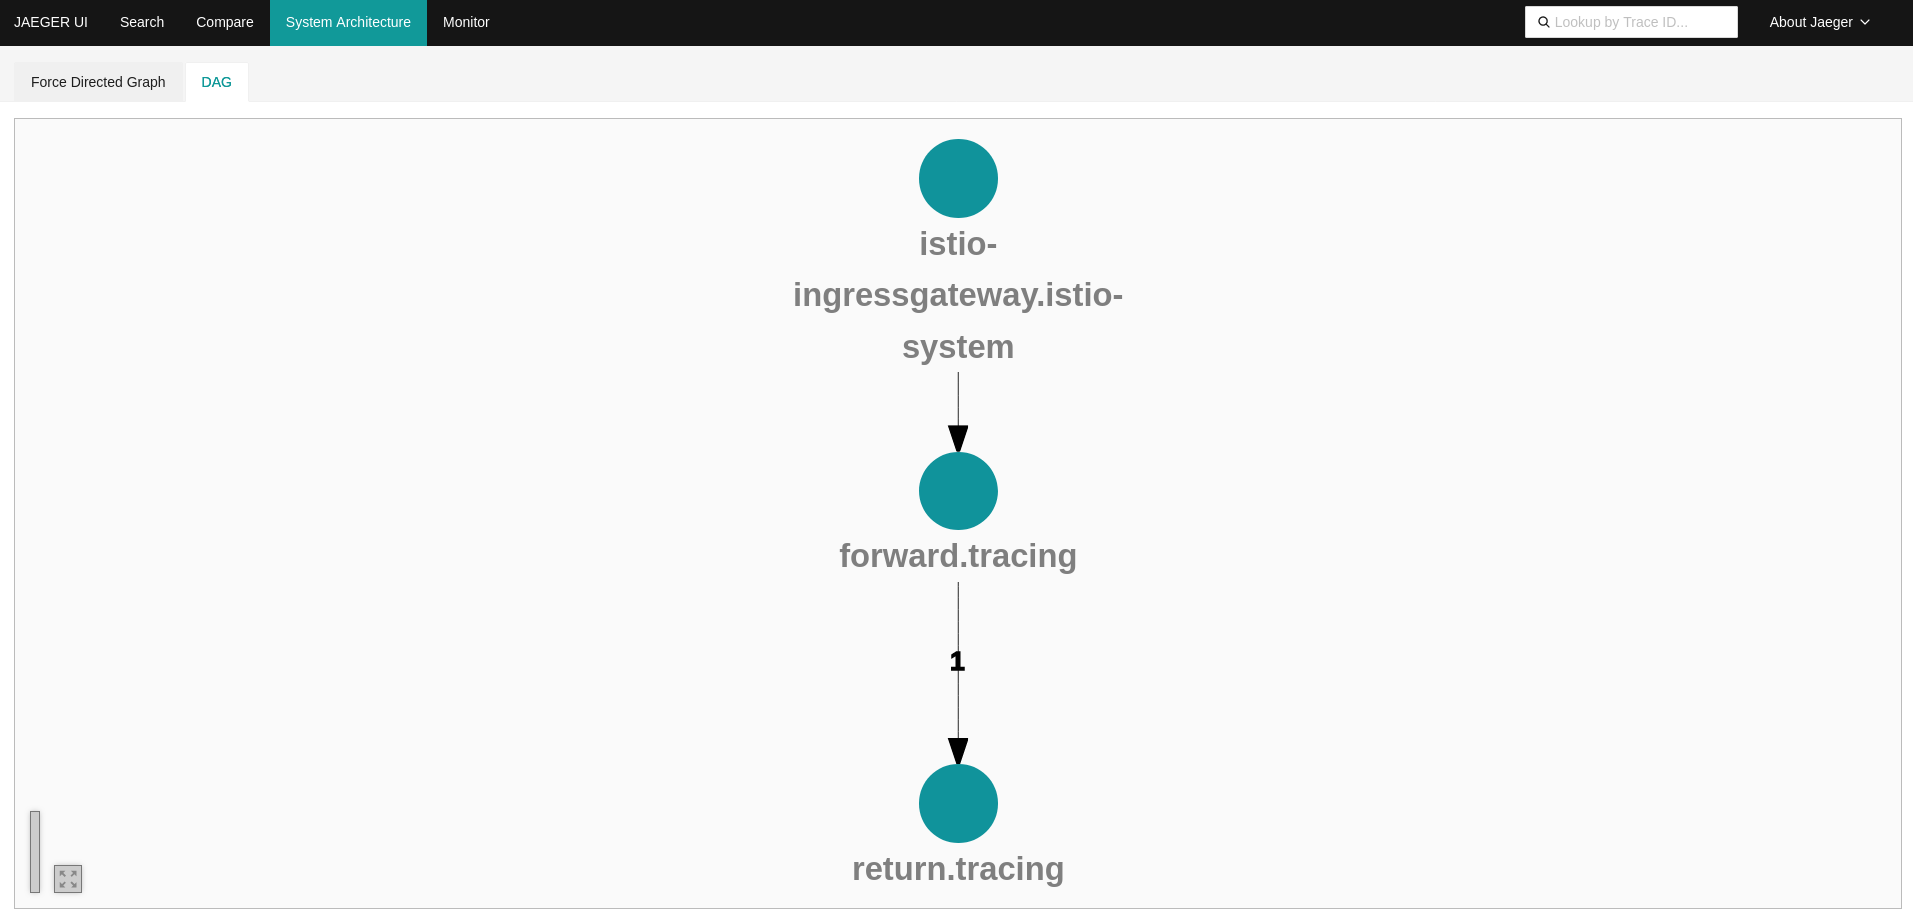 JAEGER UI Search Compare System Architecture Monitor Lookup by Trace ID... About Jaeger
Force Directed Graph DAG
istio-
ingressgateway.istio-
system
forward.tracing
1
return.tracing